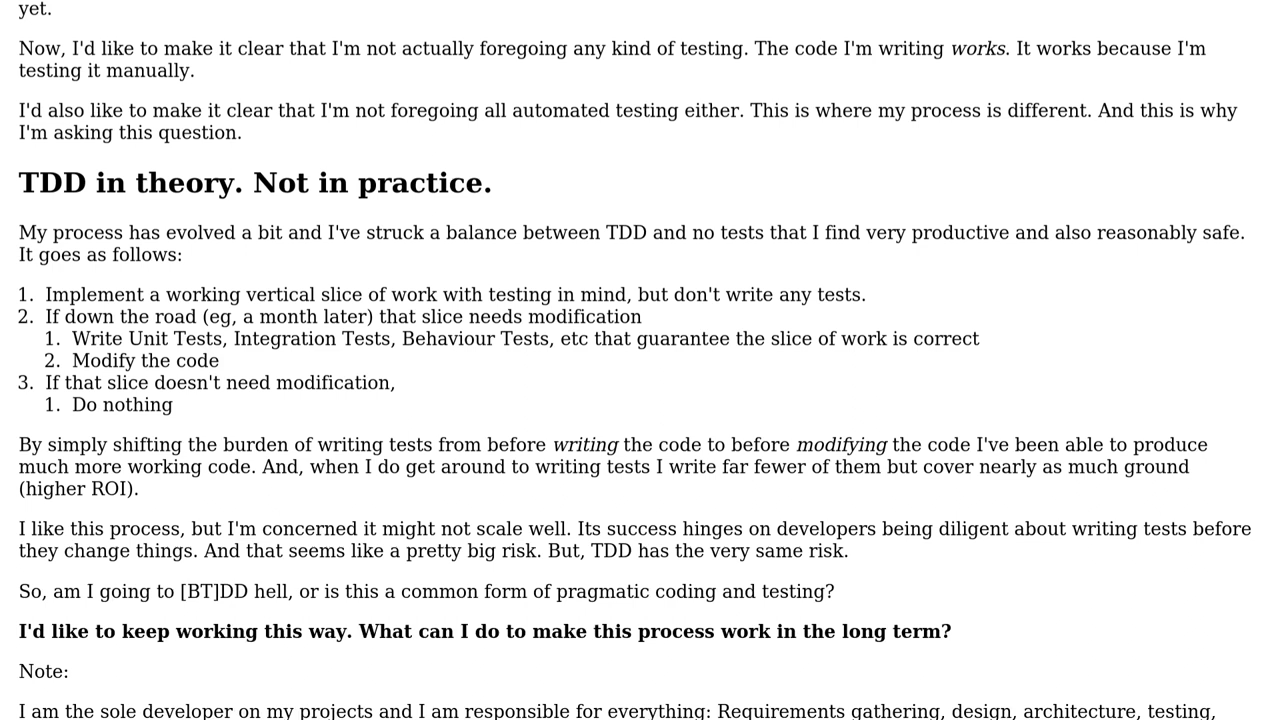 yet.
Now, I'd like to make it clear that I'm not actually foregoing any kind of testing. The code I'm writing works. It works because I'm
testing it manually.
I'd also like to make it clear that I'm not foregoing all automated testing either. This is where my process is different. And this is why
I'm asking this question.
TDD in theory. Not in practice.
My process has evolved a bit and I've struck a balance between TDD and no tests that I find very productive and also reasonably safe.
It goes as follows:
1. Implement a working vertical slice of work with testing in mind, but don't write any tests.
2. If down the road (eg, a month later) that slice needs modification
1. Write Unit Tests, Integration Tests, Behaviour Tests, etc that guarantee the slice of work is correct
2. Modify the code
3. If that slice doesn't need modification,
1. Do nothing
By simply shifting the burden of writing tests from before writing the code to before modifying the code I've been able to produce
much more working code. And, when I do get around to writing tests I write far fewer of them but cover nearly as much ground
(higher ROI).
I like this process, but I'm concerned it might not scale well. Its success hinges on developers being diligent about writing tests before
they change things. And that seems like a pretty big risk. But, TDD has the very same risk.
So, am I going to [BT]DD hell, or is this a common form of pragmatic coding and testing?
I'd like to keep working this way. What can I do to make this process work in the long term?
Note:
I am the sole developer on my projects and I am responsible for everything: Requirements gathering, design, architecture, testing,